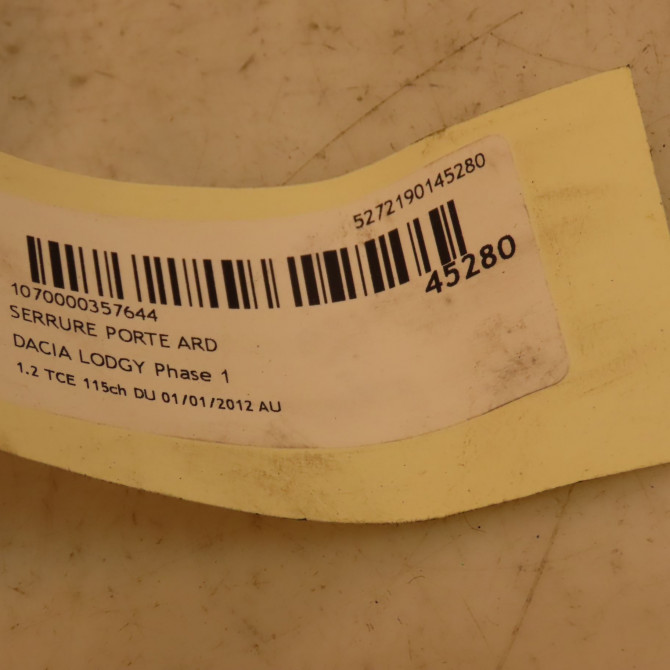 5272190145280
45280
1070000357644
SERRURE PORTE ARD
DACIA LODGY Phase 1
1.2 TCE 115ch DU 01/01/2012 AU